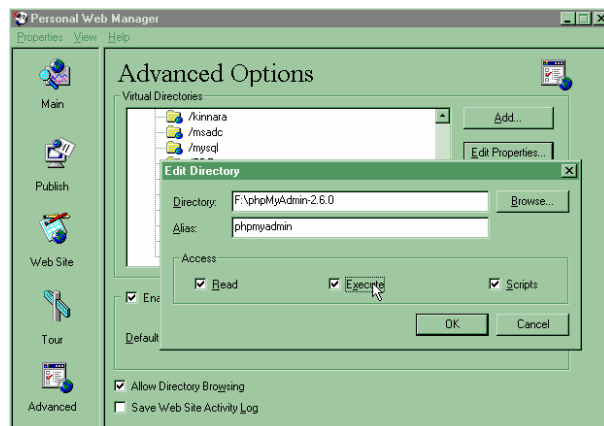 Personal Web Manager
Properties View Help
Main
Publish
Web Site
Tour
Advanced
Advanced Options
Virtual Directories
/kinnara
/msadc
/mysql
Add...
Edit Properties...
Edit Directory
Directory: F:\phpMyAdmin-2.6.0 Browse...
Alias: phpmyadmin
Access
Read Execute Scripts
OK Cancel
Ena
Default
Allow Directory Browsing
Save Web Site Activity Log